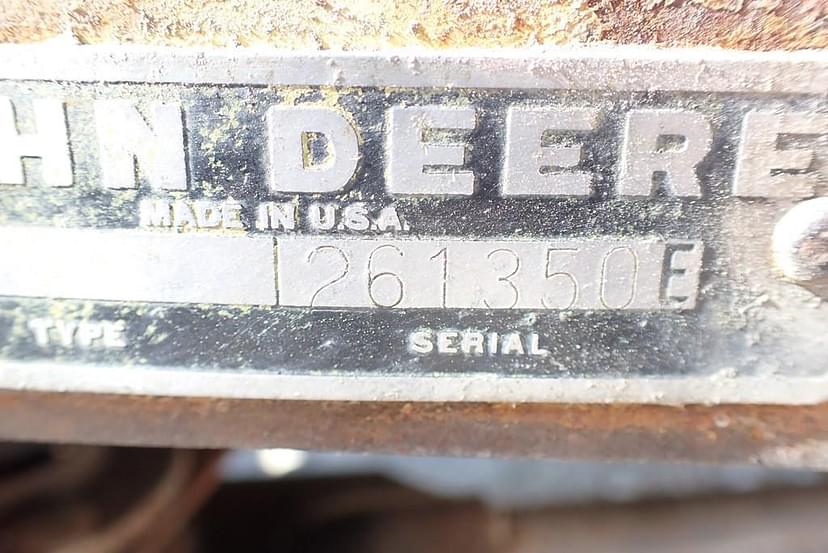 HN DEERE
MADE IN U.S.A.
261350E
TYPE SERIAL